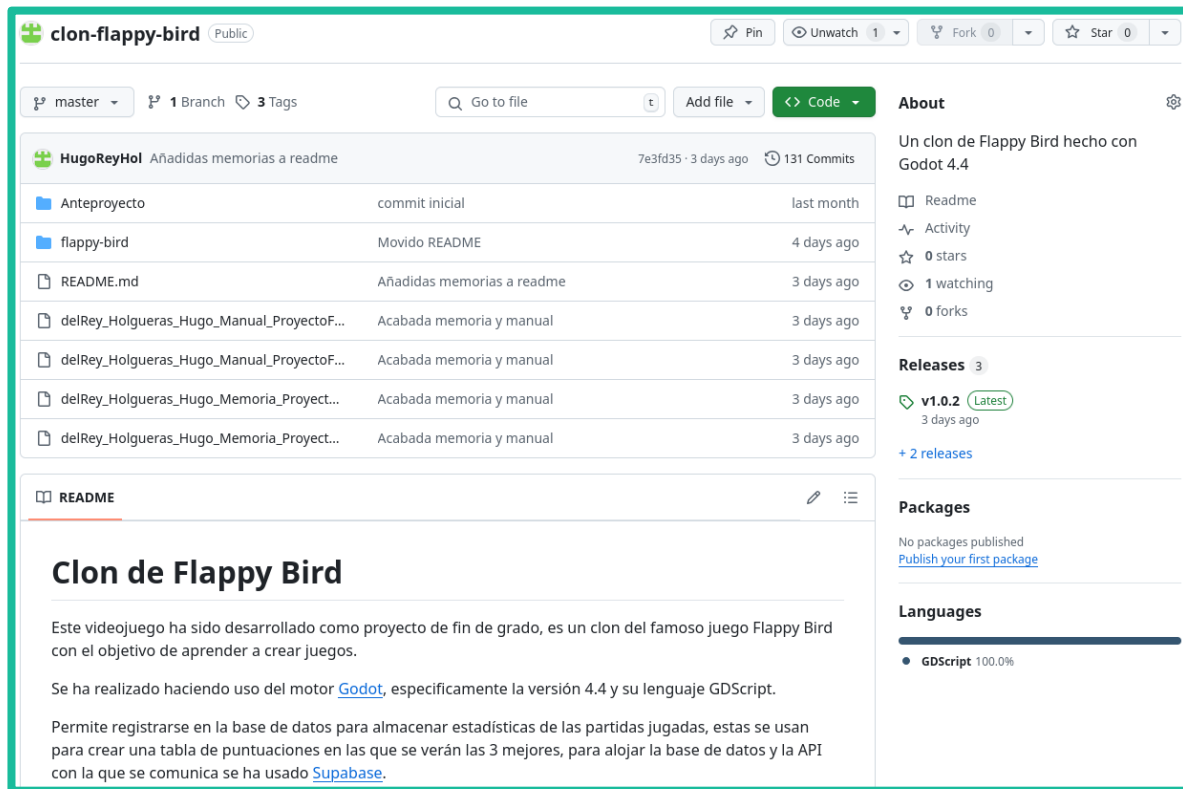 clon-flappy-bird Public
Pin
Unwatch 1
Fork 0
Star 0
master
1 Branch
3 Tags
Go to file t
Add file
<> Code
HugoReyHol Añadidas memorias a readme 7e3fd35 · 3 days ago 131 Commits
Anteproyecto commit inicial last month
flappy-bird Movido README 4 days ago
README.md Añadidas memorias a readme 3 days ago
delRey_Holgueras_Hugo_Manual_ProyectoF... Acabada memoria y manual 3 days ago
delRey_Holgueras_Hugo_Manual_ProyectoF... Acabada memoria y manual 3 days ago
delRey_Holgueras_Hugo_Memoria_Proyect... Acabada memoria y manual 3 days ago
delRey_Holgueras_Hugo_Memoria_Proyect... Acabada memoria y manual 3 days ago
README
Clon de Flappy Bird
Este videojuego ha sido desarrollado como proyecto de fin de grado, es un clon del famoso juego Flappy Bird
con el objetivo de aprender a crear juegos.
Se ha realizado haciendo uso del motor Godot, especificamente la versión 4.4 y su lenguaje GDScript.
Permite registrarse en la base de datos para almacenar estadísticas de las partidas jugadas, estas se usan
para crear una tabla de puntuaciones en las que se verán las 3 mejores, para alojar la base de datos y la API
con la que se comunica se ha usado Supabase.
About
Un clon de Flappy Bird hecho con
Godot 4.4
Readme
Activity
0 stars
1 watching
0 forks
Releases 3
v1.0.2 Latest
3 days ago
+ 2 releases
Packages
No packages published
Publish your first package
Languages
GDScript 100.0%